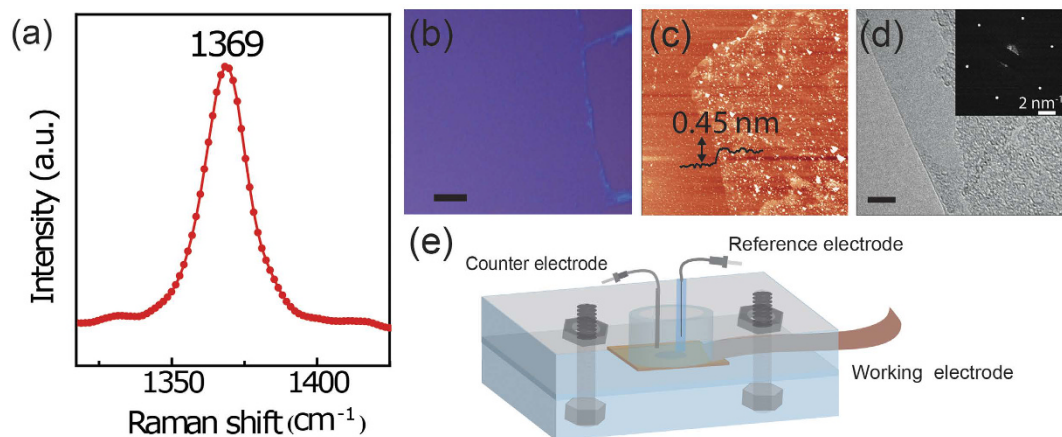 (a)
1369
Intensity (a.u.)
1350
1400
Raman shift (cm⁻¹)
(b)
(c)
0.45 nm
(d)
2 nm⁻¹
(e)
Counter electrode
Reference electrode
Working electrode